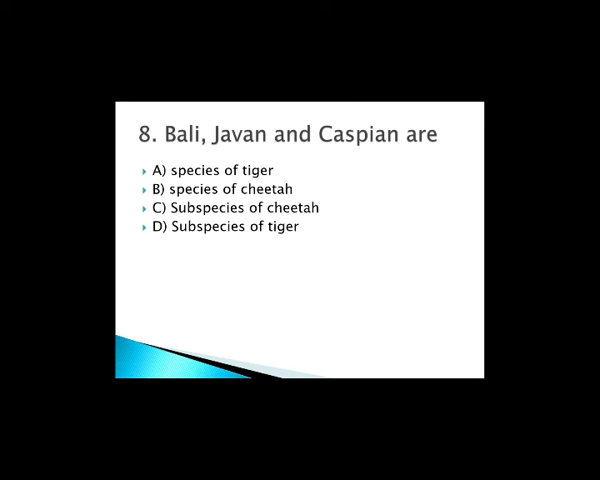 8. Bali, Javan and Caspian are
A) species of tiger
B) species of cheetah
C) Subspecies of cheetah
D) Subspecies of tiger